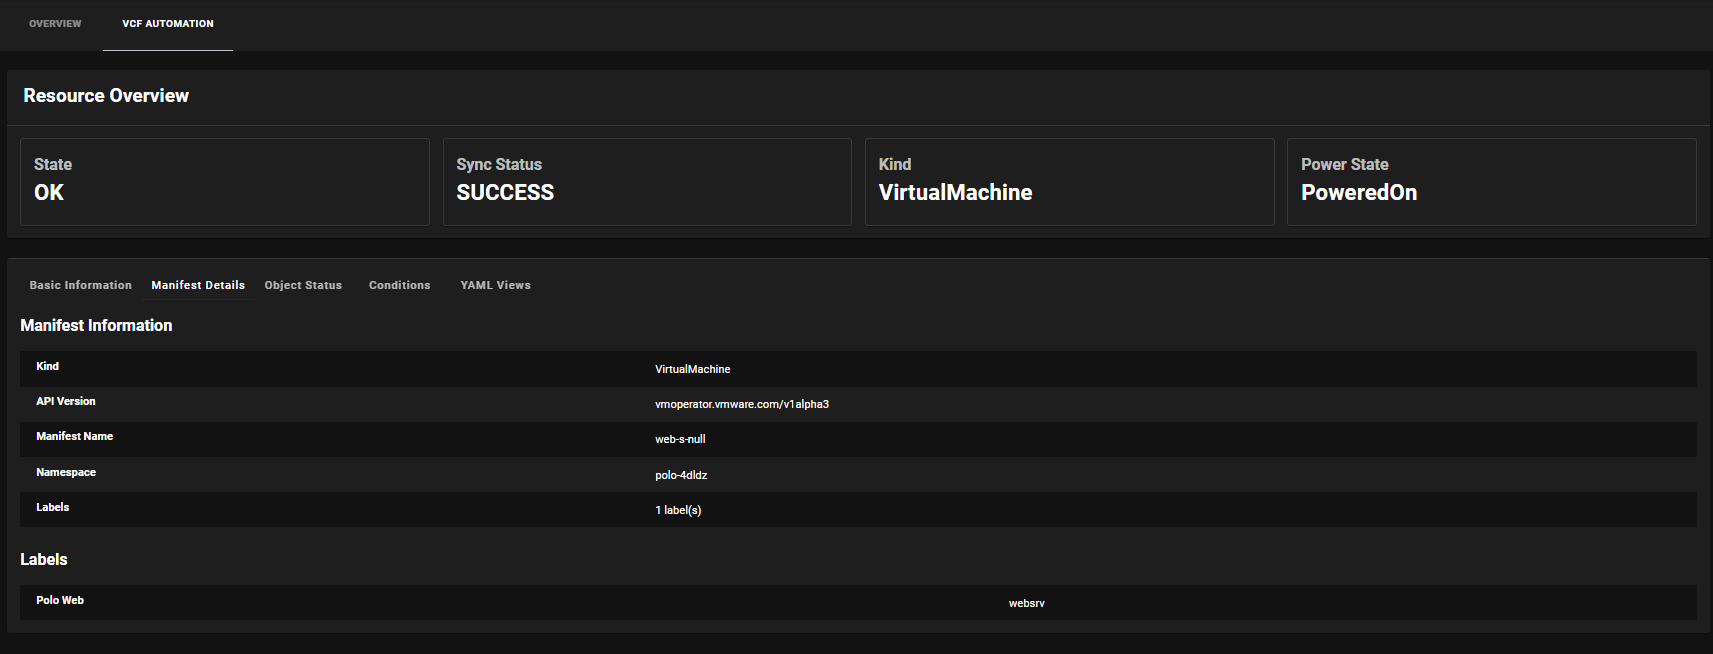 OVERVIEW VCF AUTOMATION
Resource Overview
State Sync Status Kind Power State
OK SUCCESS VirtualMachine PoweredOn
Basic Information Manifest Details Object Status Conditions YAML Views
Manifest Information
Kind VirtualMachine
API Version vmoperator.vmware.com/v1alpha3
Manifest Name web-s-null
Namespace polo-4dldz
Labels 1 label(s)
Labels
Polo Web websrv